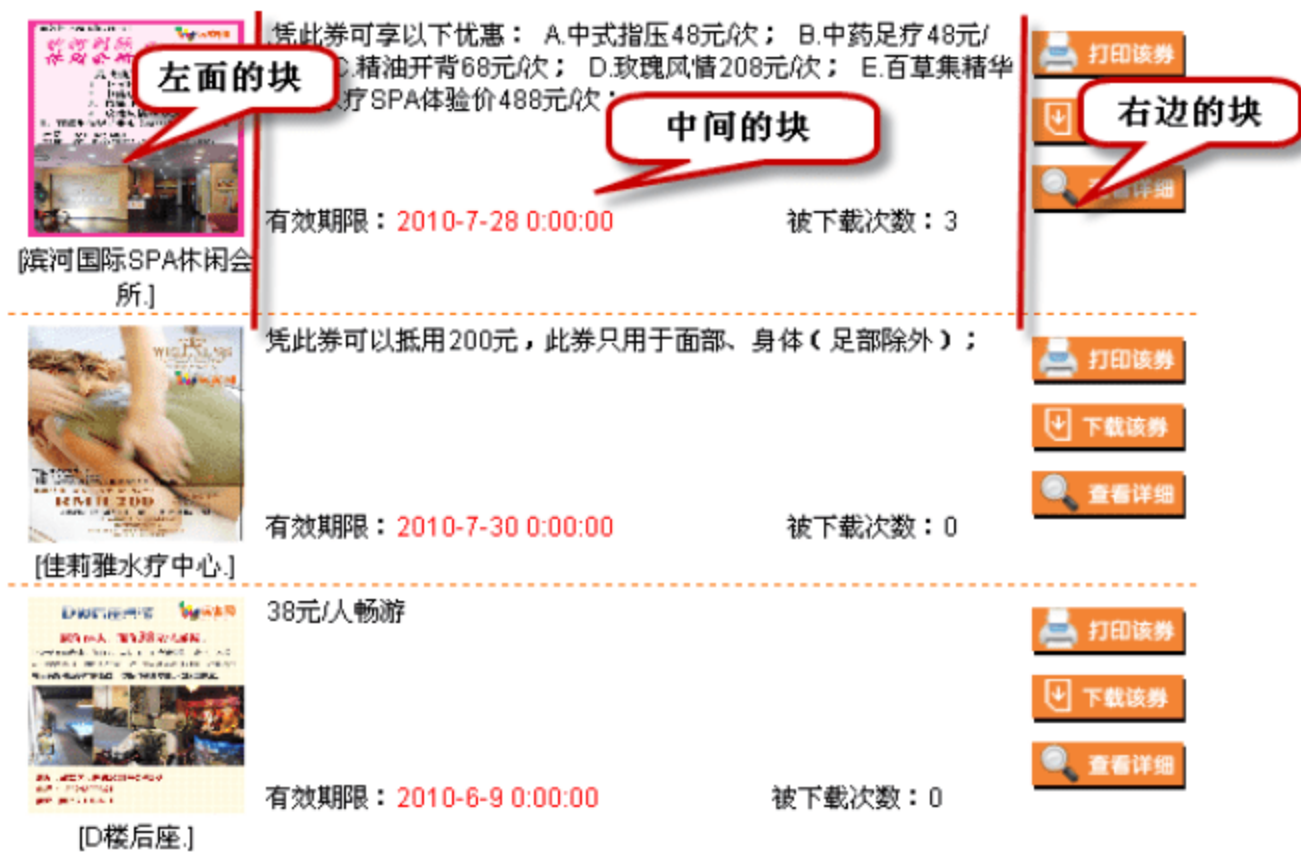 凭此券可享以下优惠： A.中式指压48元/次； B.中药足疗48元/
C.精油开背68元/次； D.玫瑰风情208元/次； E.百草集精华
疗SPA体验价488元/次；
左面的块
中间的块
右边的块
有效期限：2010-7-28 0:00:00
被下载次数：3
打印该券
查看详细
[滨河国际SPA休闲会
所.]
凭此券可以抵用200元，此券只用于面部、身体（足部除外）；
有效期限：2010-7-30 0:00:00
被下载次数：0
打印该券
下载该券
查看详细
[佳莉雅水疗中心.]
38元/人畅游
有效期限：2010-6-9 0:00:00
被下载次数：0
打印该券
下载该券
查看详细
[D楼后座.]